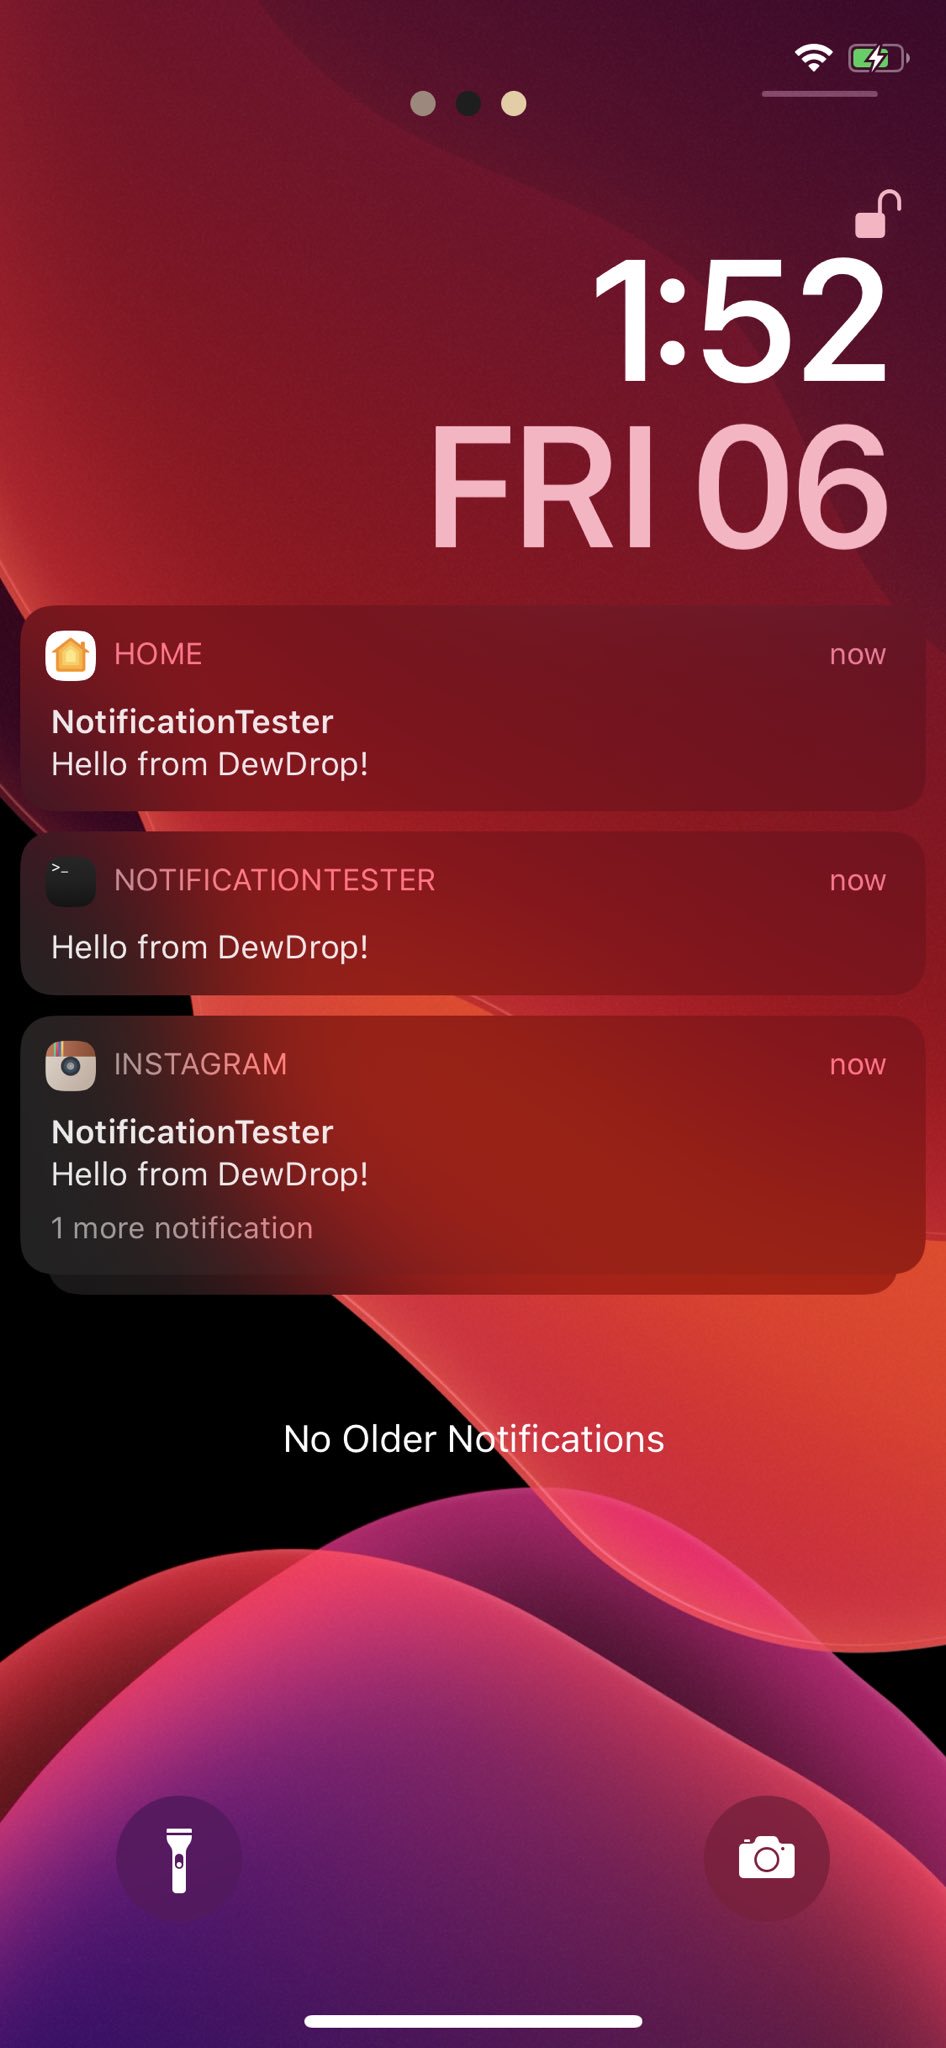 1:52
FRI 06
HOME now
NotificationTester
Hello from DewDrop!
>_
NOTIFICATIONTESTER now
Hello from DewDrop!
INSTAGRAM now
NotificationTester
Hello from DewDrop!
1 more notification
No Older Notifications